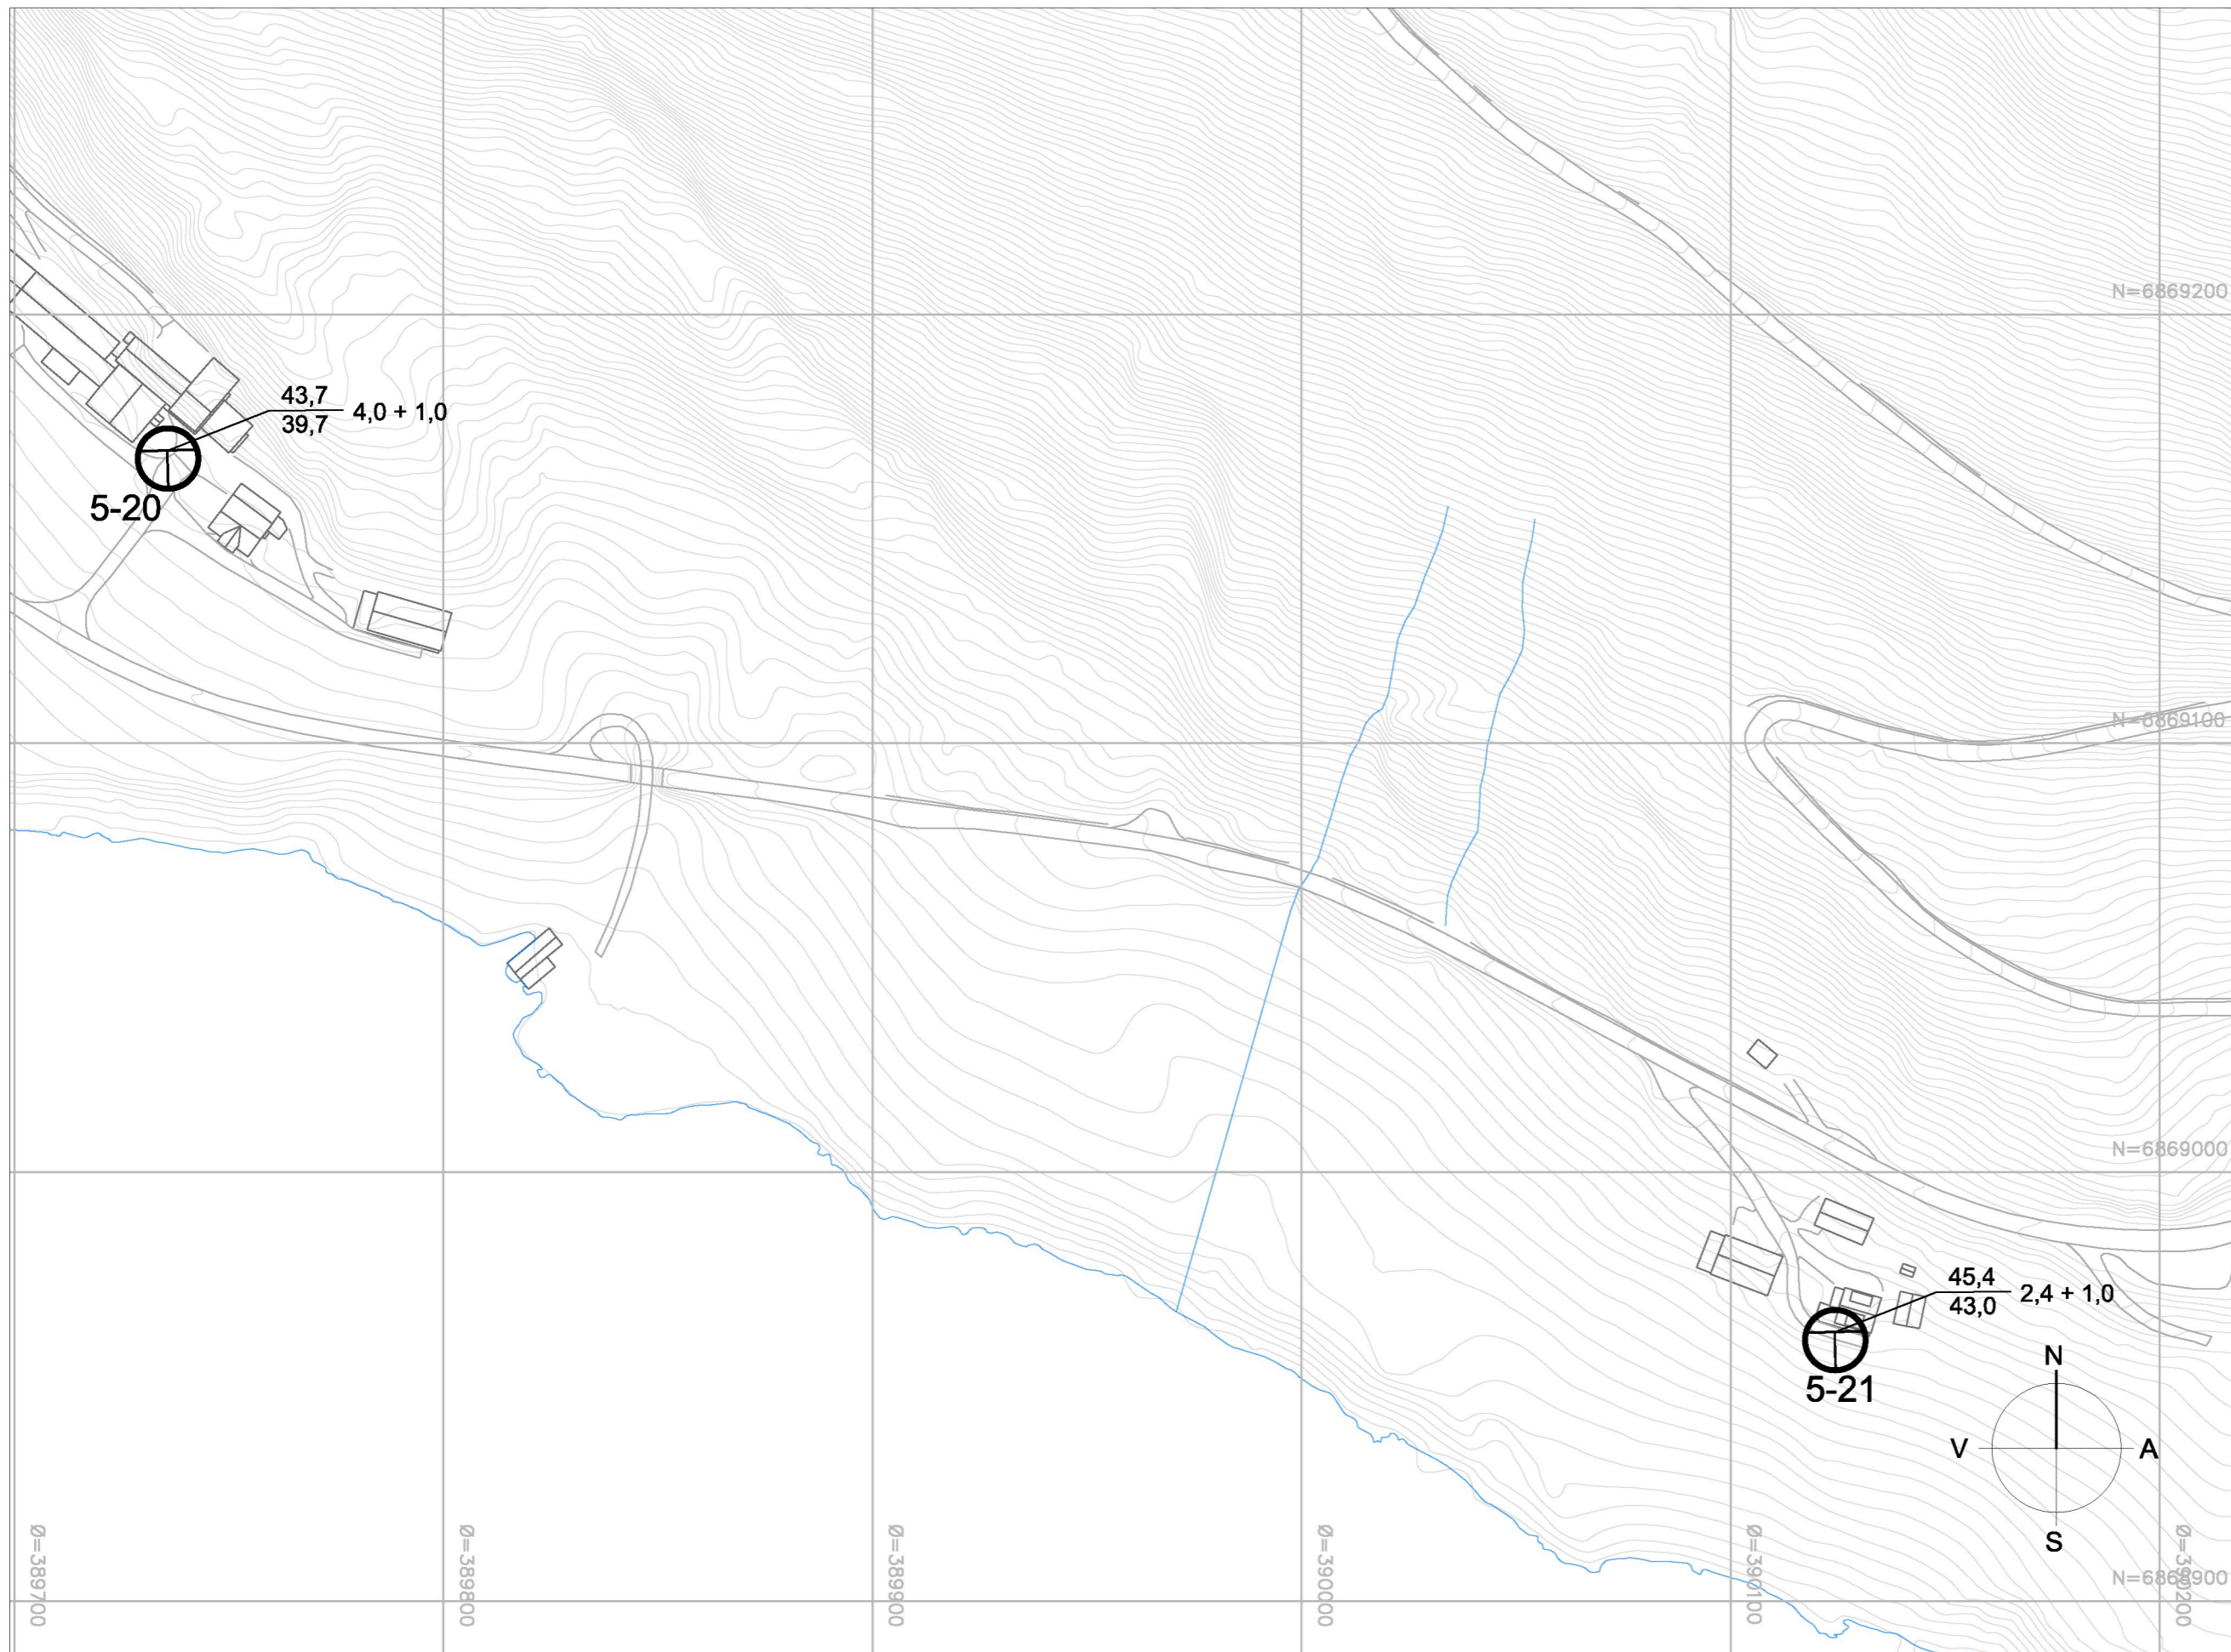 N=6869200
43,7
39,7
4,0 + 1,0
5-20
N=6869100
N=6869000
45,4
43,0
2,4 + 1,0
5-21
N
V
A
S
Ø=389700
Ø=389800
Ø=389900
Ø=390000
Ø=390100
Ø=390200
N=6868900